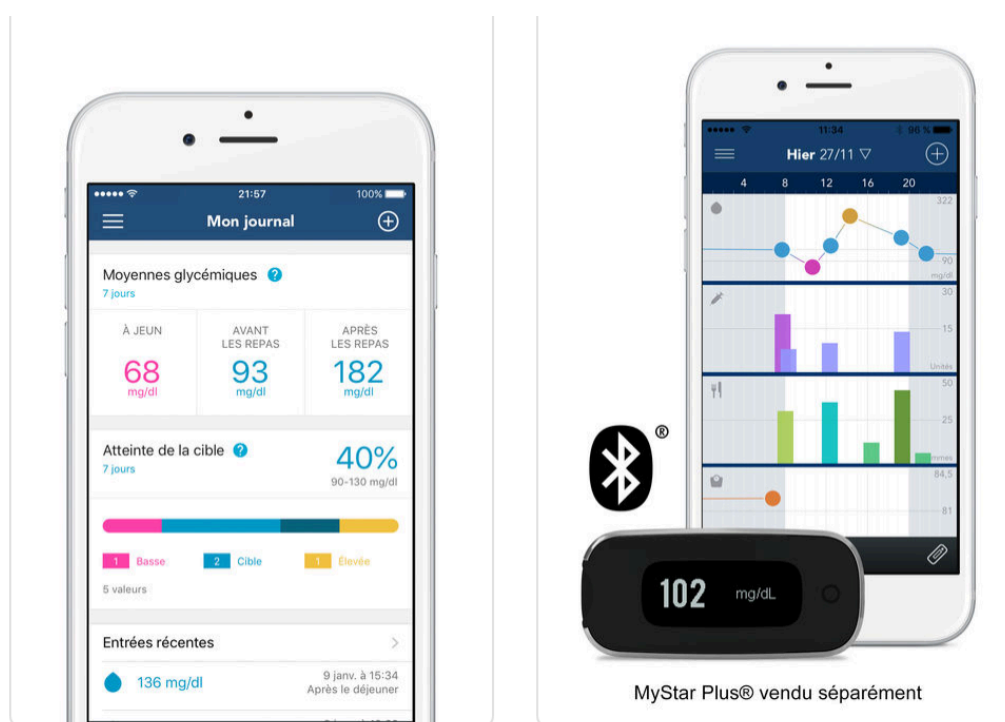 21:57
100%
Mon journal
Moyennes glycémiques ?
7 jours
À JEUN
68
mg/dl
AVANT
LES REPAS
93
mg/dl
APRÈS
LES REPAS
182
mg/dl
Atteinte de la cible ?
7 jours
40%
90-130 mg/dl
1 Basse
2 Cible
1 Élevée
5 valeurs
Entrées récentes
136 mg/dl
9 janv. à 15:34
Après le déjeuner
11:34
96 %
Hier 27/11
4 8 12 16 20
322
90
mg/dl
30
15
Unités
50
25
84,5
81
®
102 mg/dL
MyStar Plus® vendu séparément